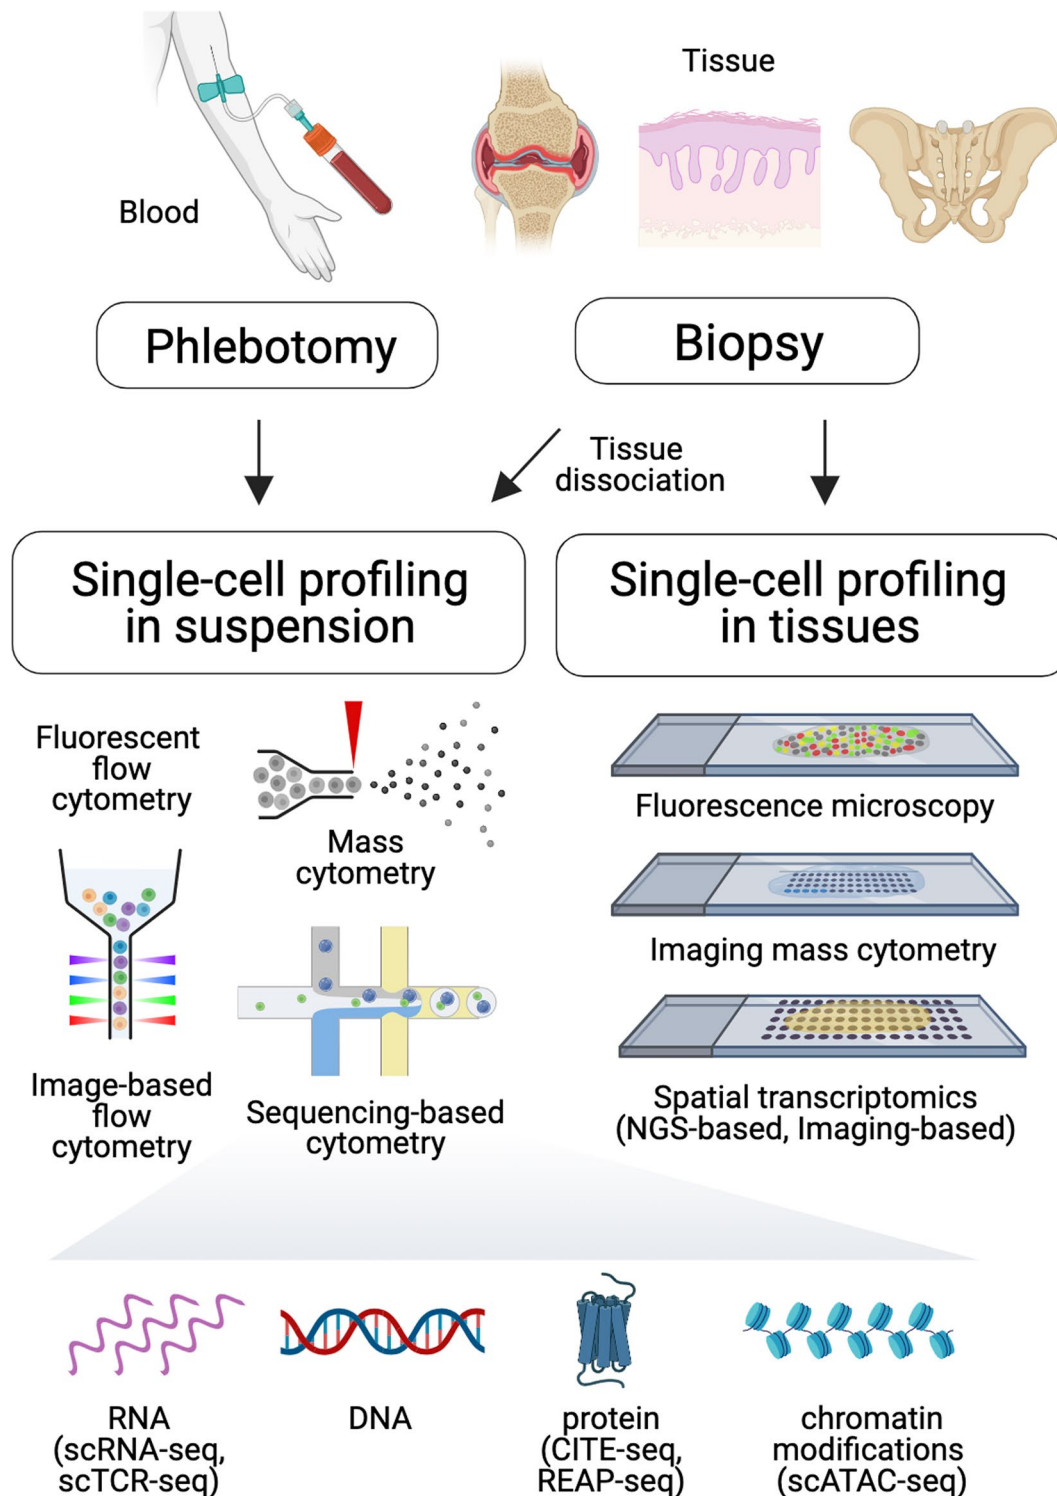 Tissue
Blood
Phlebotomy
Biopsy
Tissue
dissociation
Single-cell profiling
in suspension
Single-cell profiling
in tissues
Fluorescent
flow
cytometry
Mass
cytometry
Image-based
flow
cytometry
Sequencing-based
cytometry
Fluorescence microscopy
Imaging mass cytometry
Spatial transcriptomics
(NGS-based, Imaging-based)
RNA
(scRNA-seq,
scTCR-seq)
DNA
protein
(CITE-seq,
REAP-seq)
chromatin
modifications
(scATAC-seq)